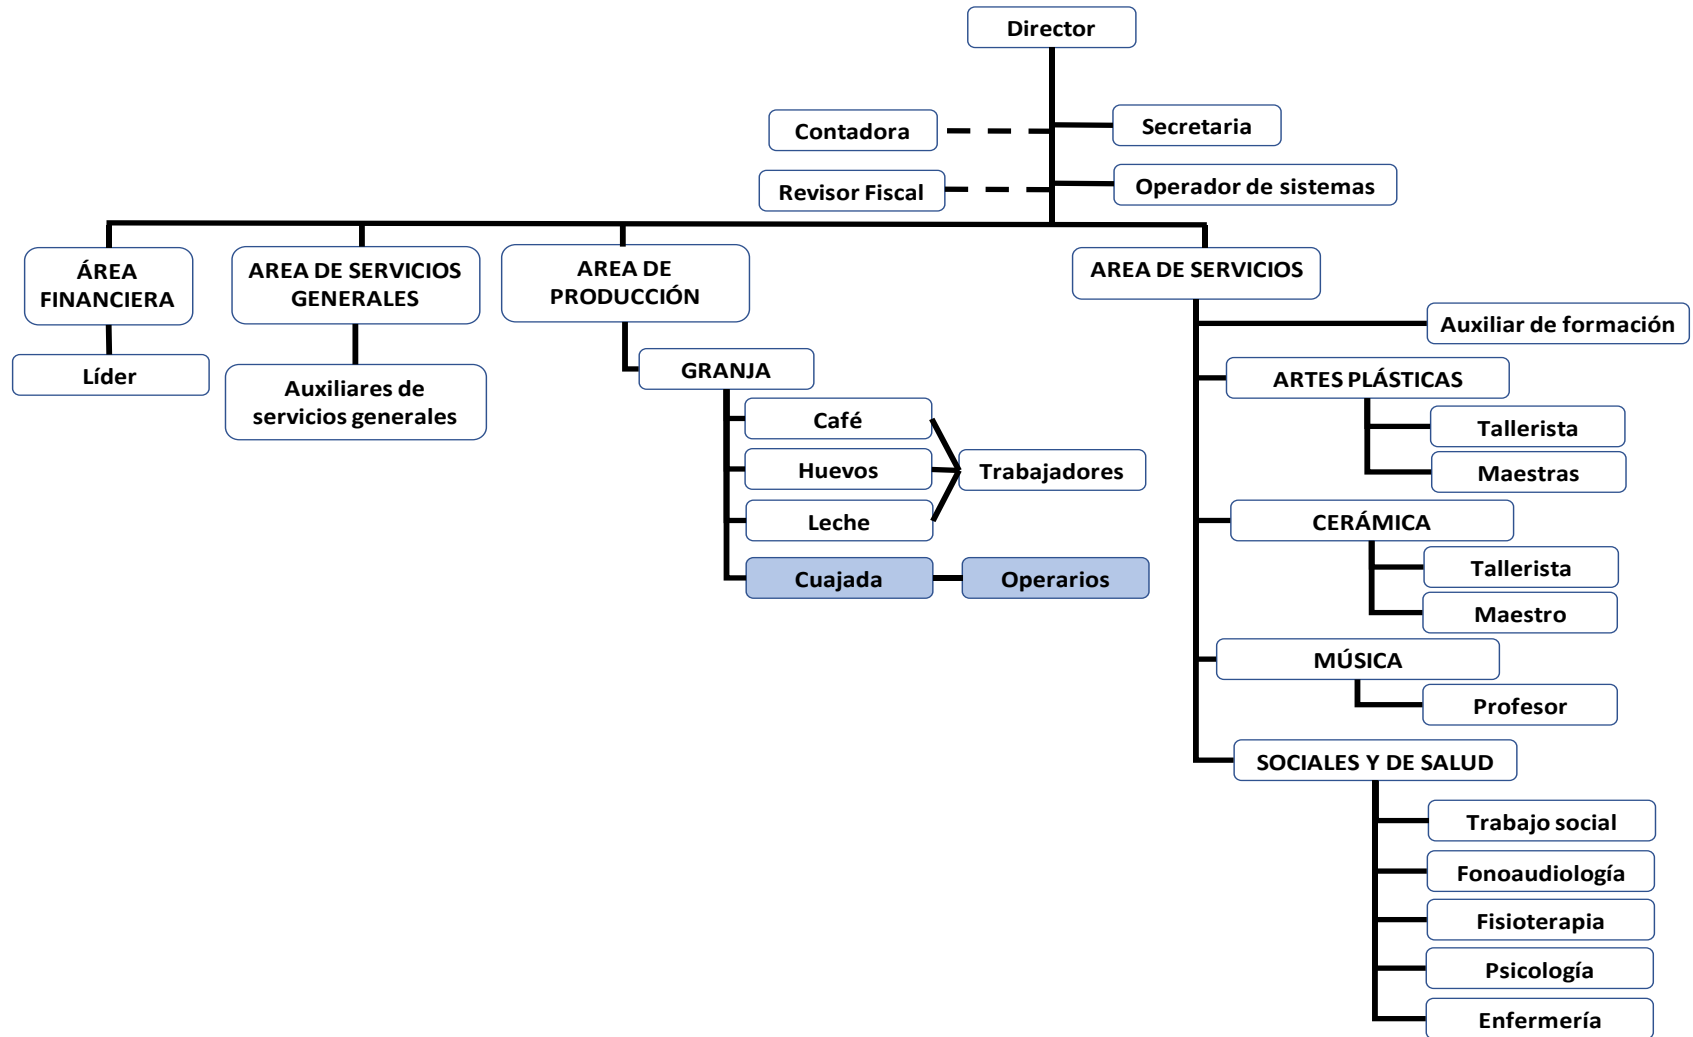 Director
Contadora
Secretaria
Revisor Fiscal
Operador de sistemas
ÁREA
FINANCIERA
AREA DE SERVICIOS
GENERALES
AREA DE
PRODUCCIÓN
AREA DE SERVICIOS
Líder
Auxiliares de
servicios generales
GRANJA
Café
Huevos
Leche
Trabajadores
Cuajada
Operarios
Auxiliar de formación
ARTES PLÁSTICAS
Tallerista
Maestras
CERÁMICA
Tallerista
Maestro
MÚSICA
Profesor
SOCIALES Y DE SALUD
Trabajo social
Fonoaudiología
Fisioterapia
Psicología
Enfermería